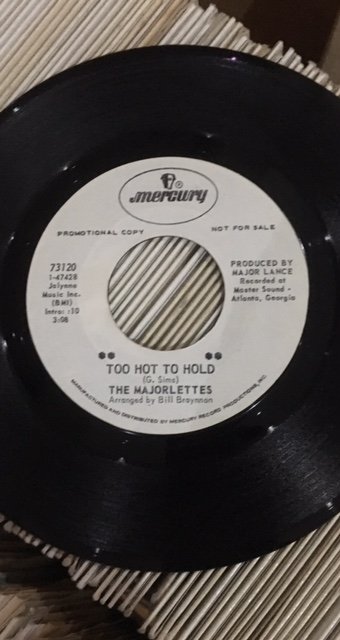 mercury®
PROMOTIONAL COPY
NOT FOR SALE
73120
1-47428
Jalynne
Music Inc.
(BMI)
Intro: :10
3:08
PRODUCED BY
MAJOR LANCE
Recorded at
Master Sound -
Atlanta, Georgia
"" ""
TOO HOT TO HOLD
(G. Sims)
THE MAJORLETTES
Arranged by Bill Braynnon
MANUFACTURED AND DISTRIBUTED BY MERCURY RECORD PRODUCTIONS, INC.